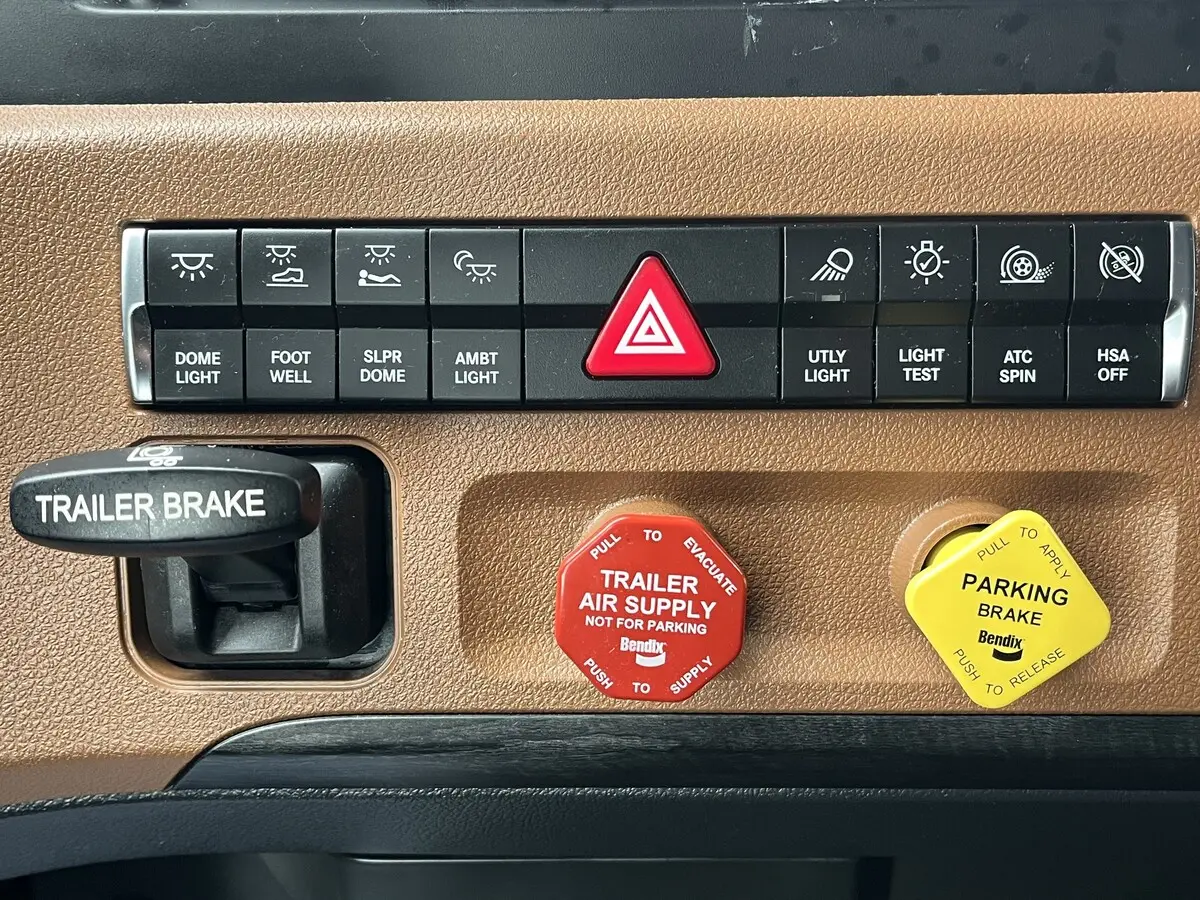 DOME
LIGHT
FOOT
WELL
SLPR
DOME
AMBT
LIGHT
UTLY
LIGHT
LIGHT
TEST
ATC
SPIN
HSA
OFF
TRAILER BRAKE
PULL TO EVACUATE
TRAILER
AIR SUPPLY
NOT FOR PARKING
Bendix
PUSH TO SUPPLY
PULL TO APPLY
PARKING
BRAKE
Bendix
PUSH TO RELEASE